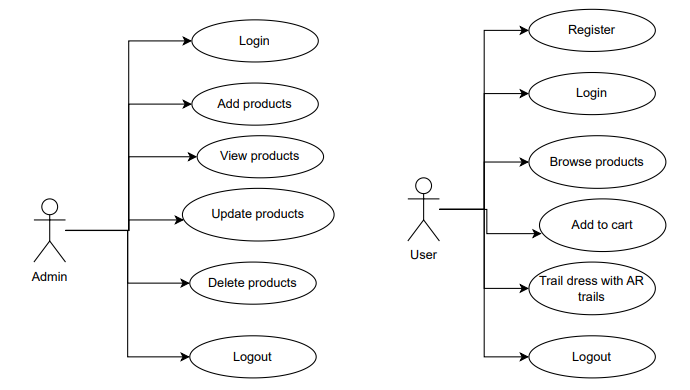 Login
Add products
View products
Update products
Admin
Delete products
Logout
Register
Login
Browse products
Add to cart
User
Trail dress with AR
trails
Logout